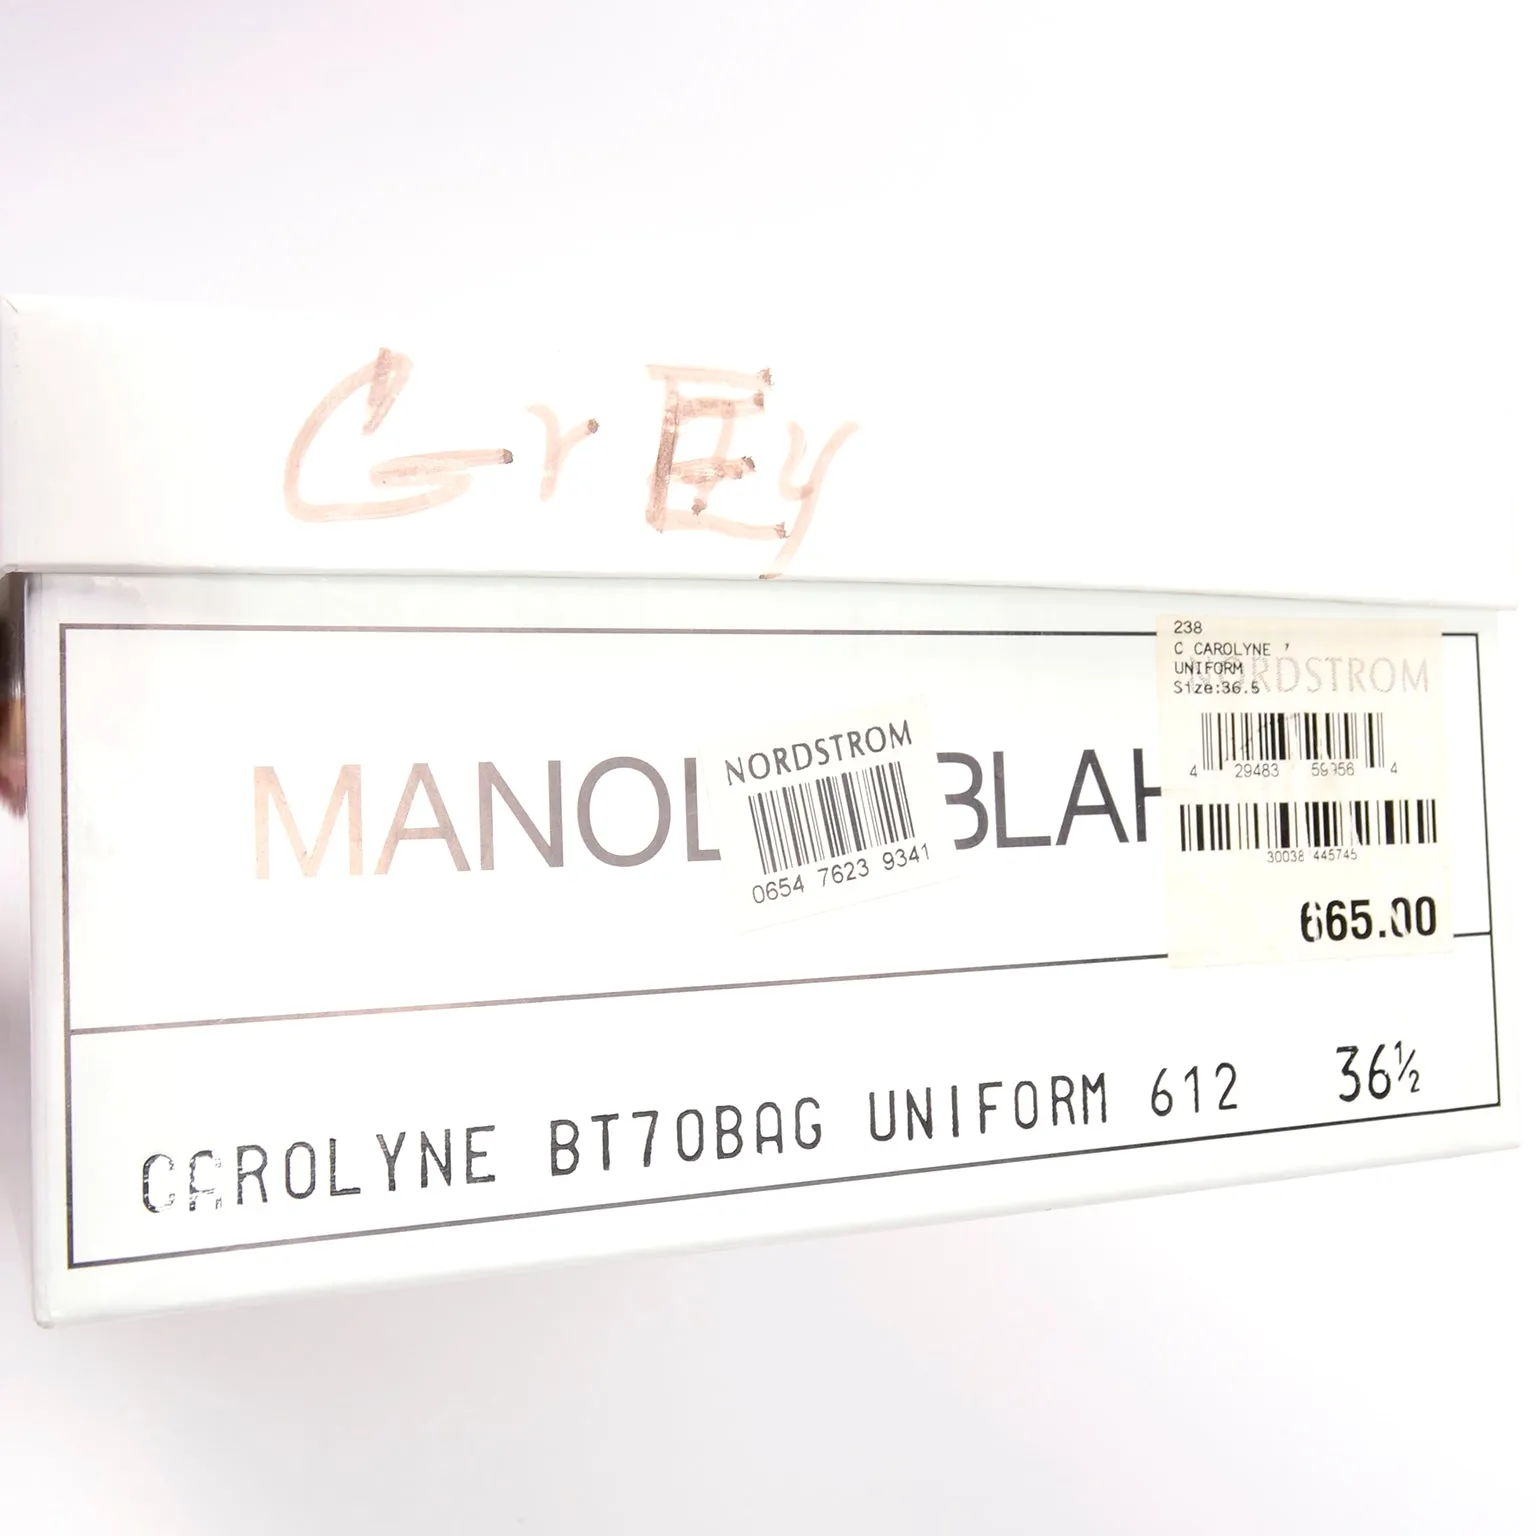 GrEy
MANOL BLAH
NORDSTROM
0654 7623 9341
238
C CAROLYNE
UNIFORM
Size:36.5
NORDSTROM
4 29483 59956 4
30038 445745
665.00
CAROLYNE BT70BAG UNIFORM 612 36½